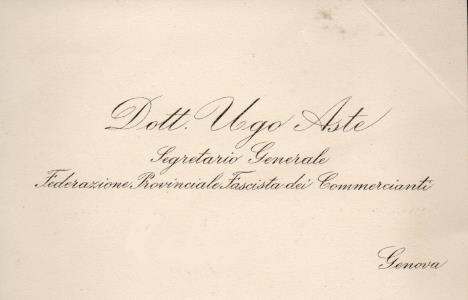 Dott. Ugo Aste
Segretario Generale
Federazione Provinciale Fascista dei Commercianti
Genova